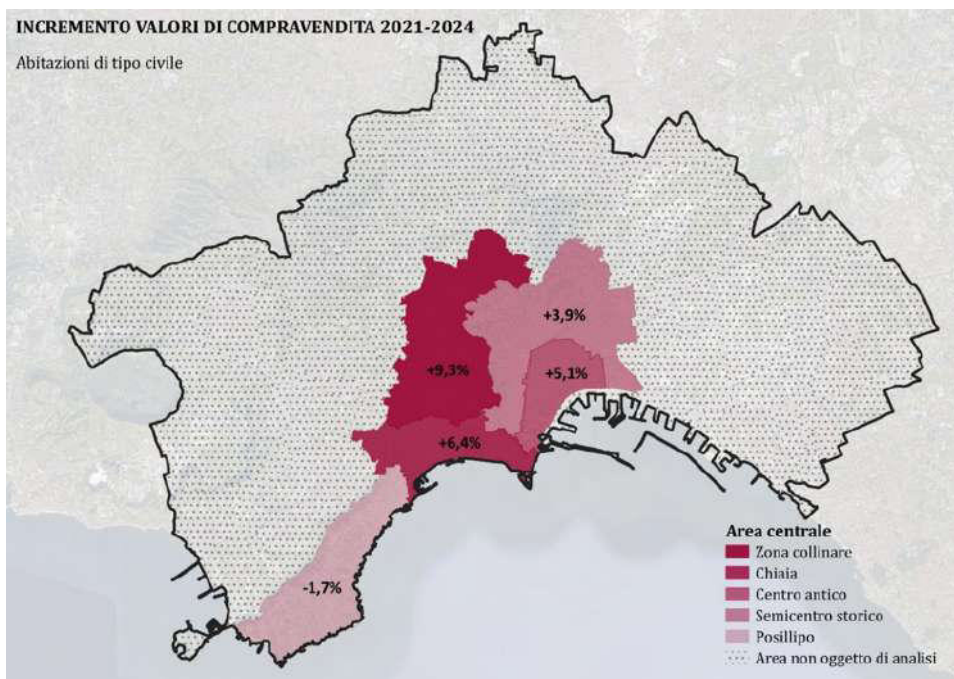 INCREMENTO VALORI DI COMPRAVENDITA 2021-2024
Abitazioni di tipo civile
+3,9%
+9,3%
+5,1%
+6,4%
-1,7%
Area centrale
Zona collinare
Chiaia
Centro antico
Semicentro storico
Posillipo
Area non oggetto di analisi